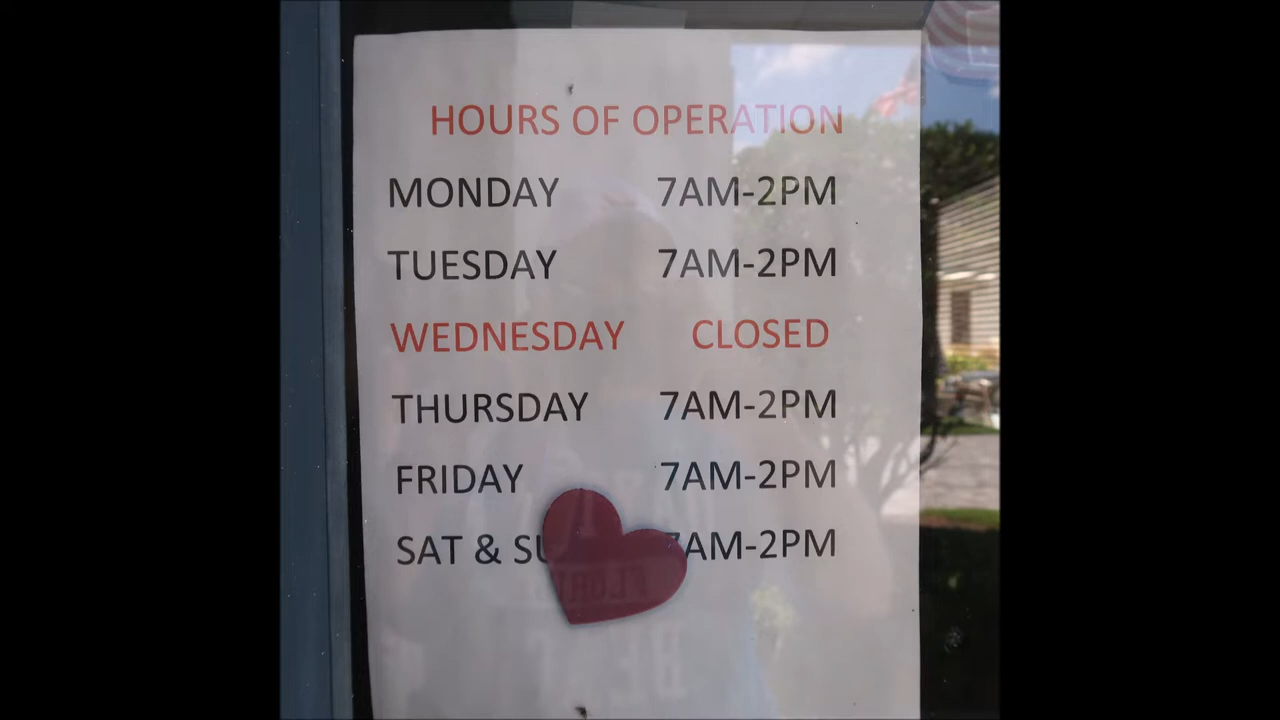 HOURS OF OPERATION
MONDAY 7AM-2PM
TUESDAY 7AM-2PM
WEDNESDAY CLOSED
THURSDAY 7AM-2PM
FRIDAY 7AM-2PM
SAT & SU 7AM-2PM